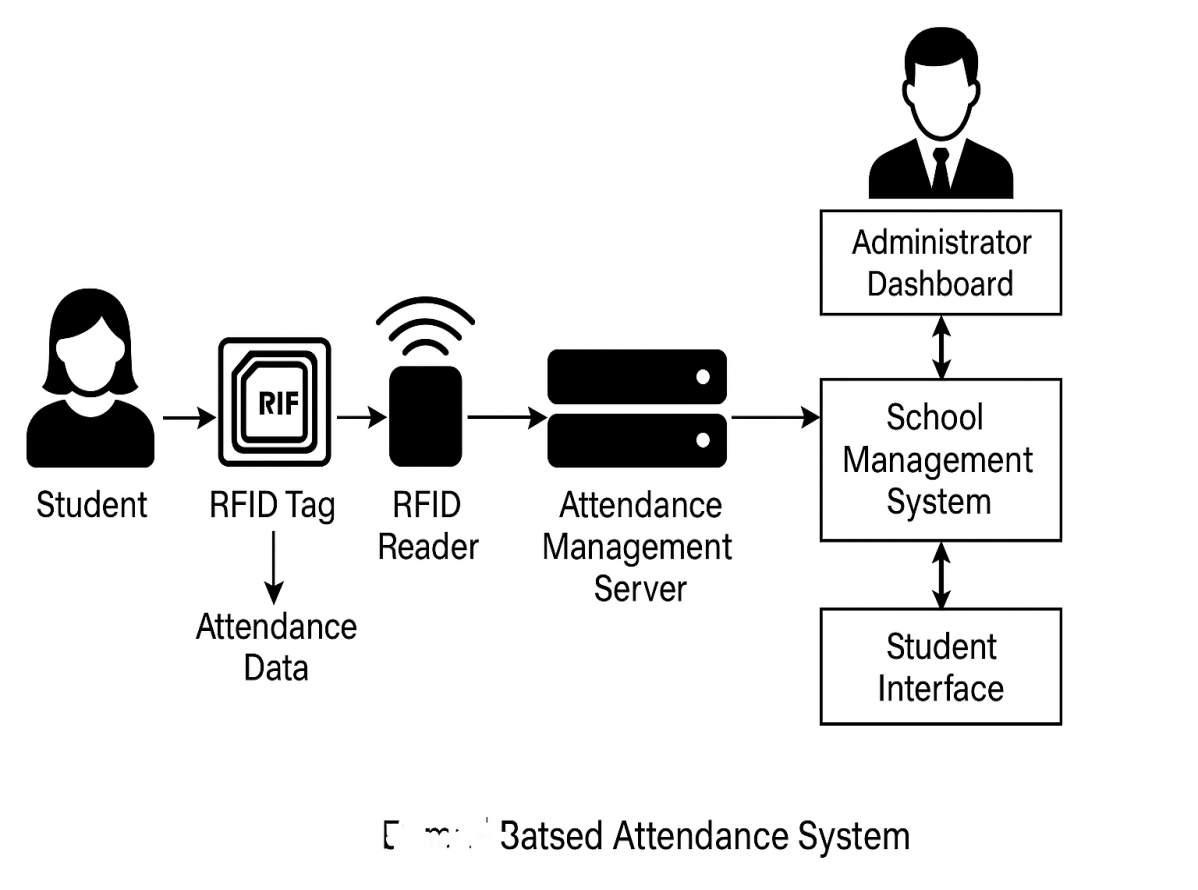 Administrator
Dashboard
RIF
Student
RFID Tag
RFID
Reader
Attendance
Management
Server
School
Management
System
Attendance
Data
Student
Interface
Batsed Attendance System